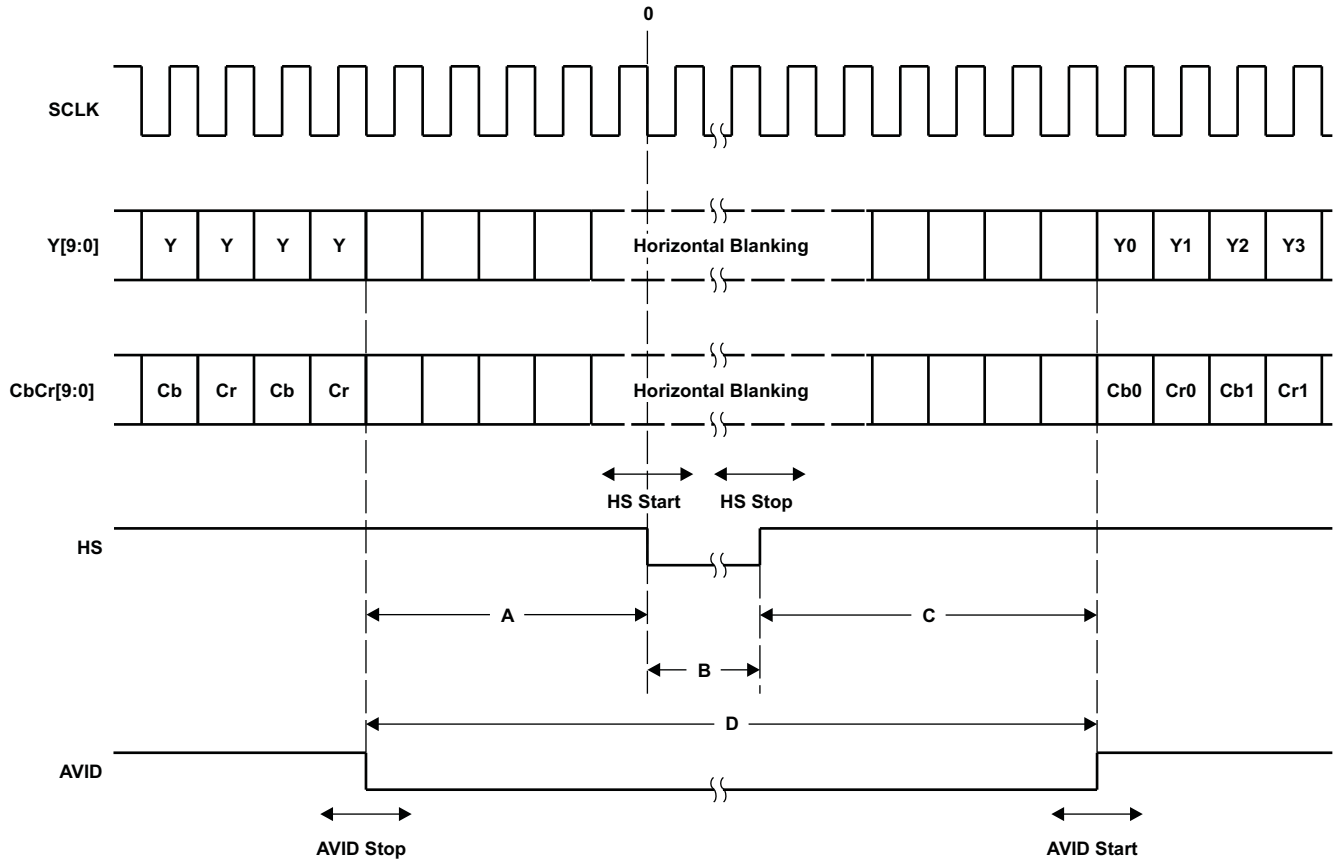 0
SCLK
Y[9:0]
Y Y Y Y
Horizontal Blanking
Y0 Y1 Y2 Y3
CbCr[9:0]
Cb Cr Cb Cr
Horizontal Blanking
Cb0 Cr0 Cb1 Cr1
HS Start
HS Stop
HS
A
C
B
D
AVID
AVID Stop
AVID Start